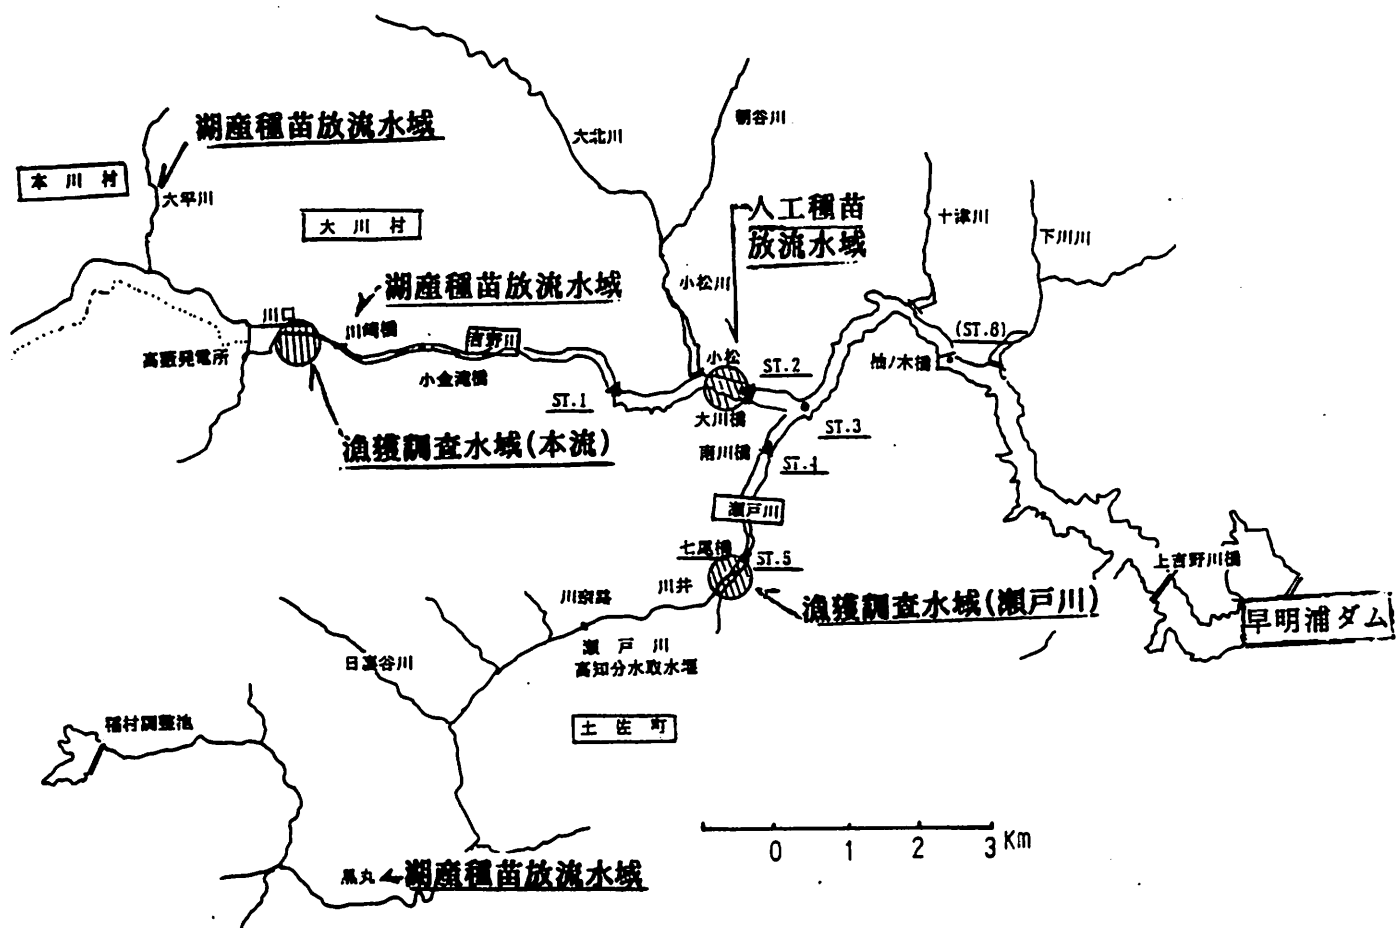 湖産種苗放流水域
本川村
大平川
大川村
大北川
朝谷川
人工種苗
放流水域
十津川
下川川
湖産種苗放流水域
小松川
川口
川崎橋
吉野川
高藪発電所
小金滝橋
小松
ST.2
(ST.8)
柚ノ木橋
ST.1
大川橋
ST.3
漁獲調査水域(本流)
南川橋
ST.4
瀬戸川
七尾橋
ST.5
上吉野川橋
川井
漁獲調査水域(瀬戸川)
早明浦ダム
瀬戸川
高知分水取水堰
土佐町
稲村調整池
0 1 2 3 Km
黒丸
湖産種苗放流水域